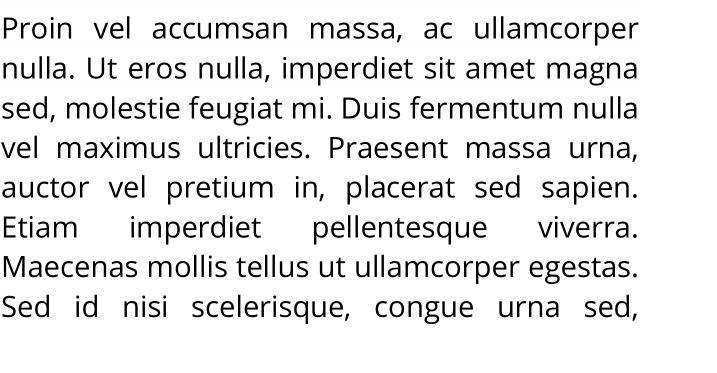 Proin vel accumsan massa, ac ullamcorper
nulla. Ut eros nulla, imperdiet sit amet magna
sed, molestie feugiat mi. Duis fermentum nulla
vel maximus ultricies. Praesent massa urna,
auctor vel pretium in, placerat sed sapien.
Etiam imperdiet pellentesque viverra.
Maecenas mollis tellus ut ullamcorper egestas.
Sed id nisi scelerisque, congue urna sed,